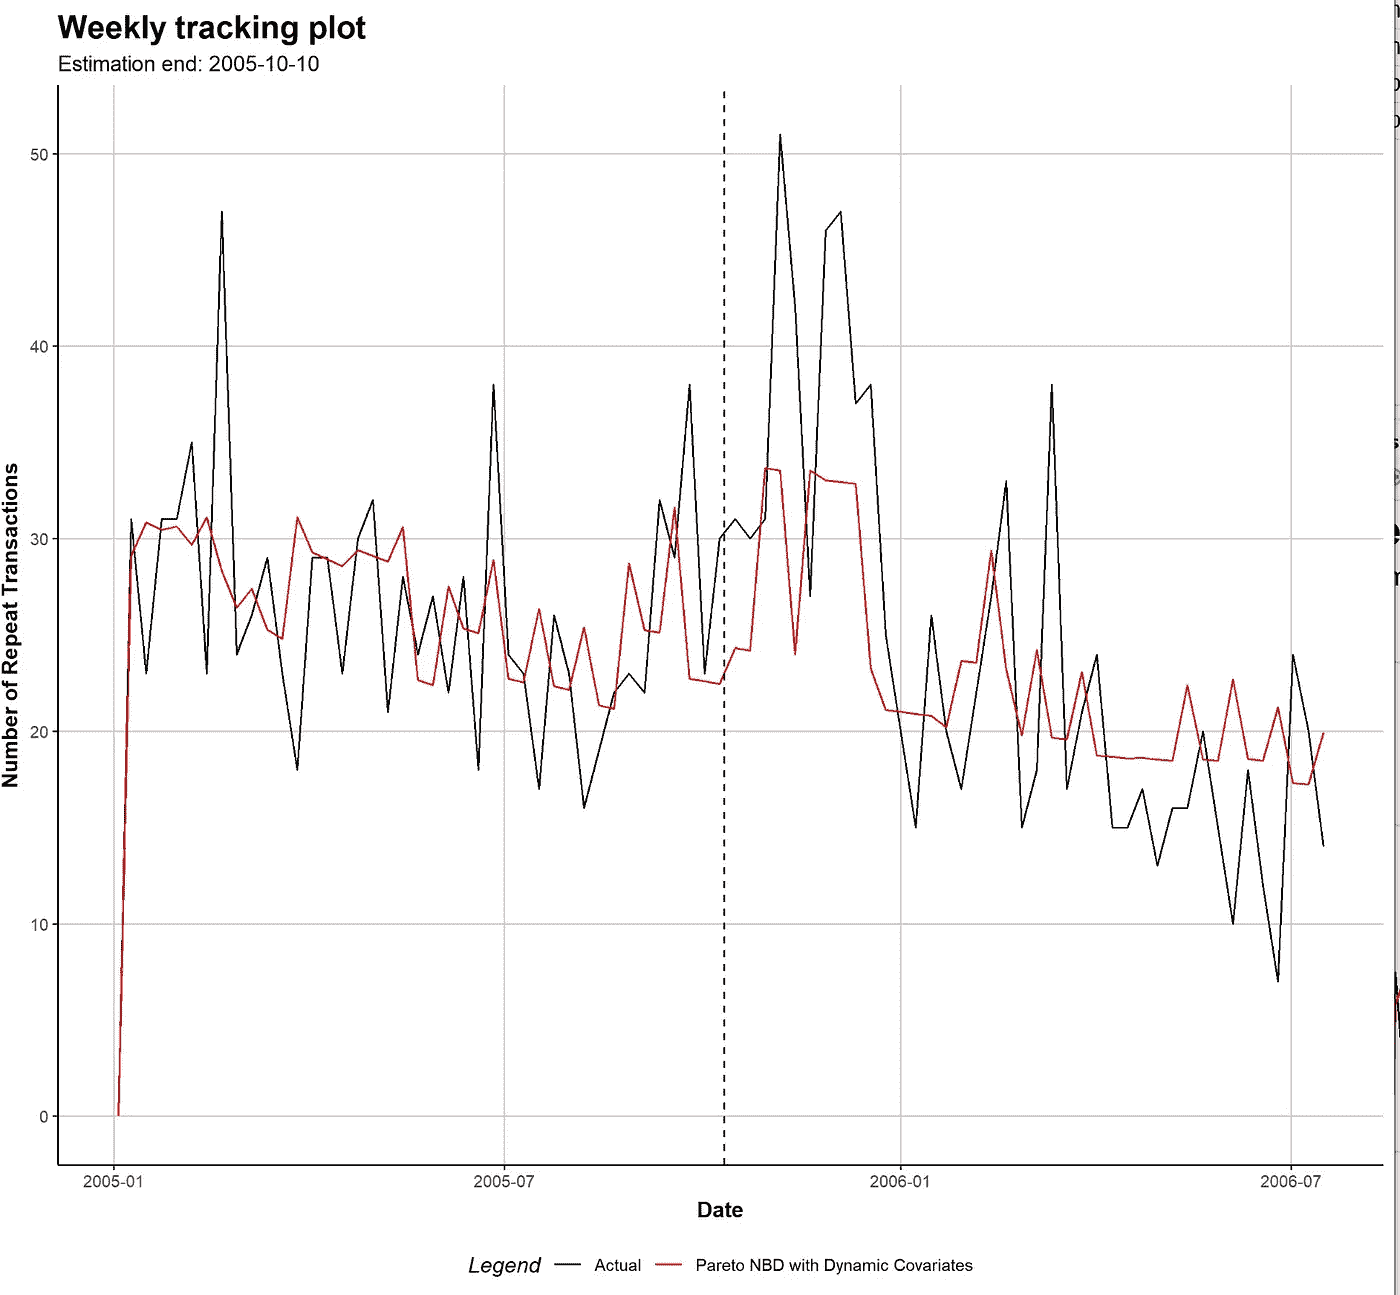 Weekly tracking plot
Estimation end: 2005-10-10
Number of Repeat Transactions
50
40
30
20
10
0
2005-01 2005-07 2006-01 2006-07
Date
Legend Actual Pareto NBD with Dynamic Covariates